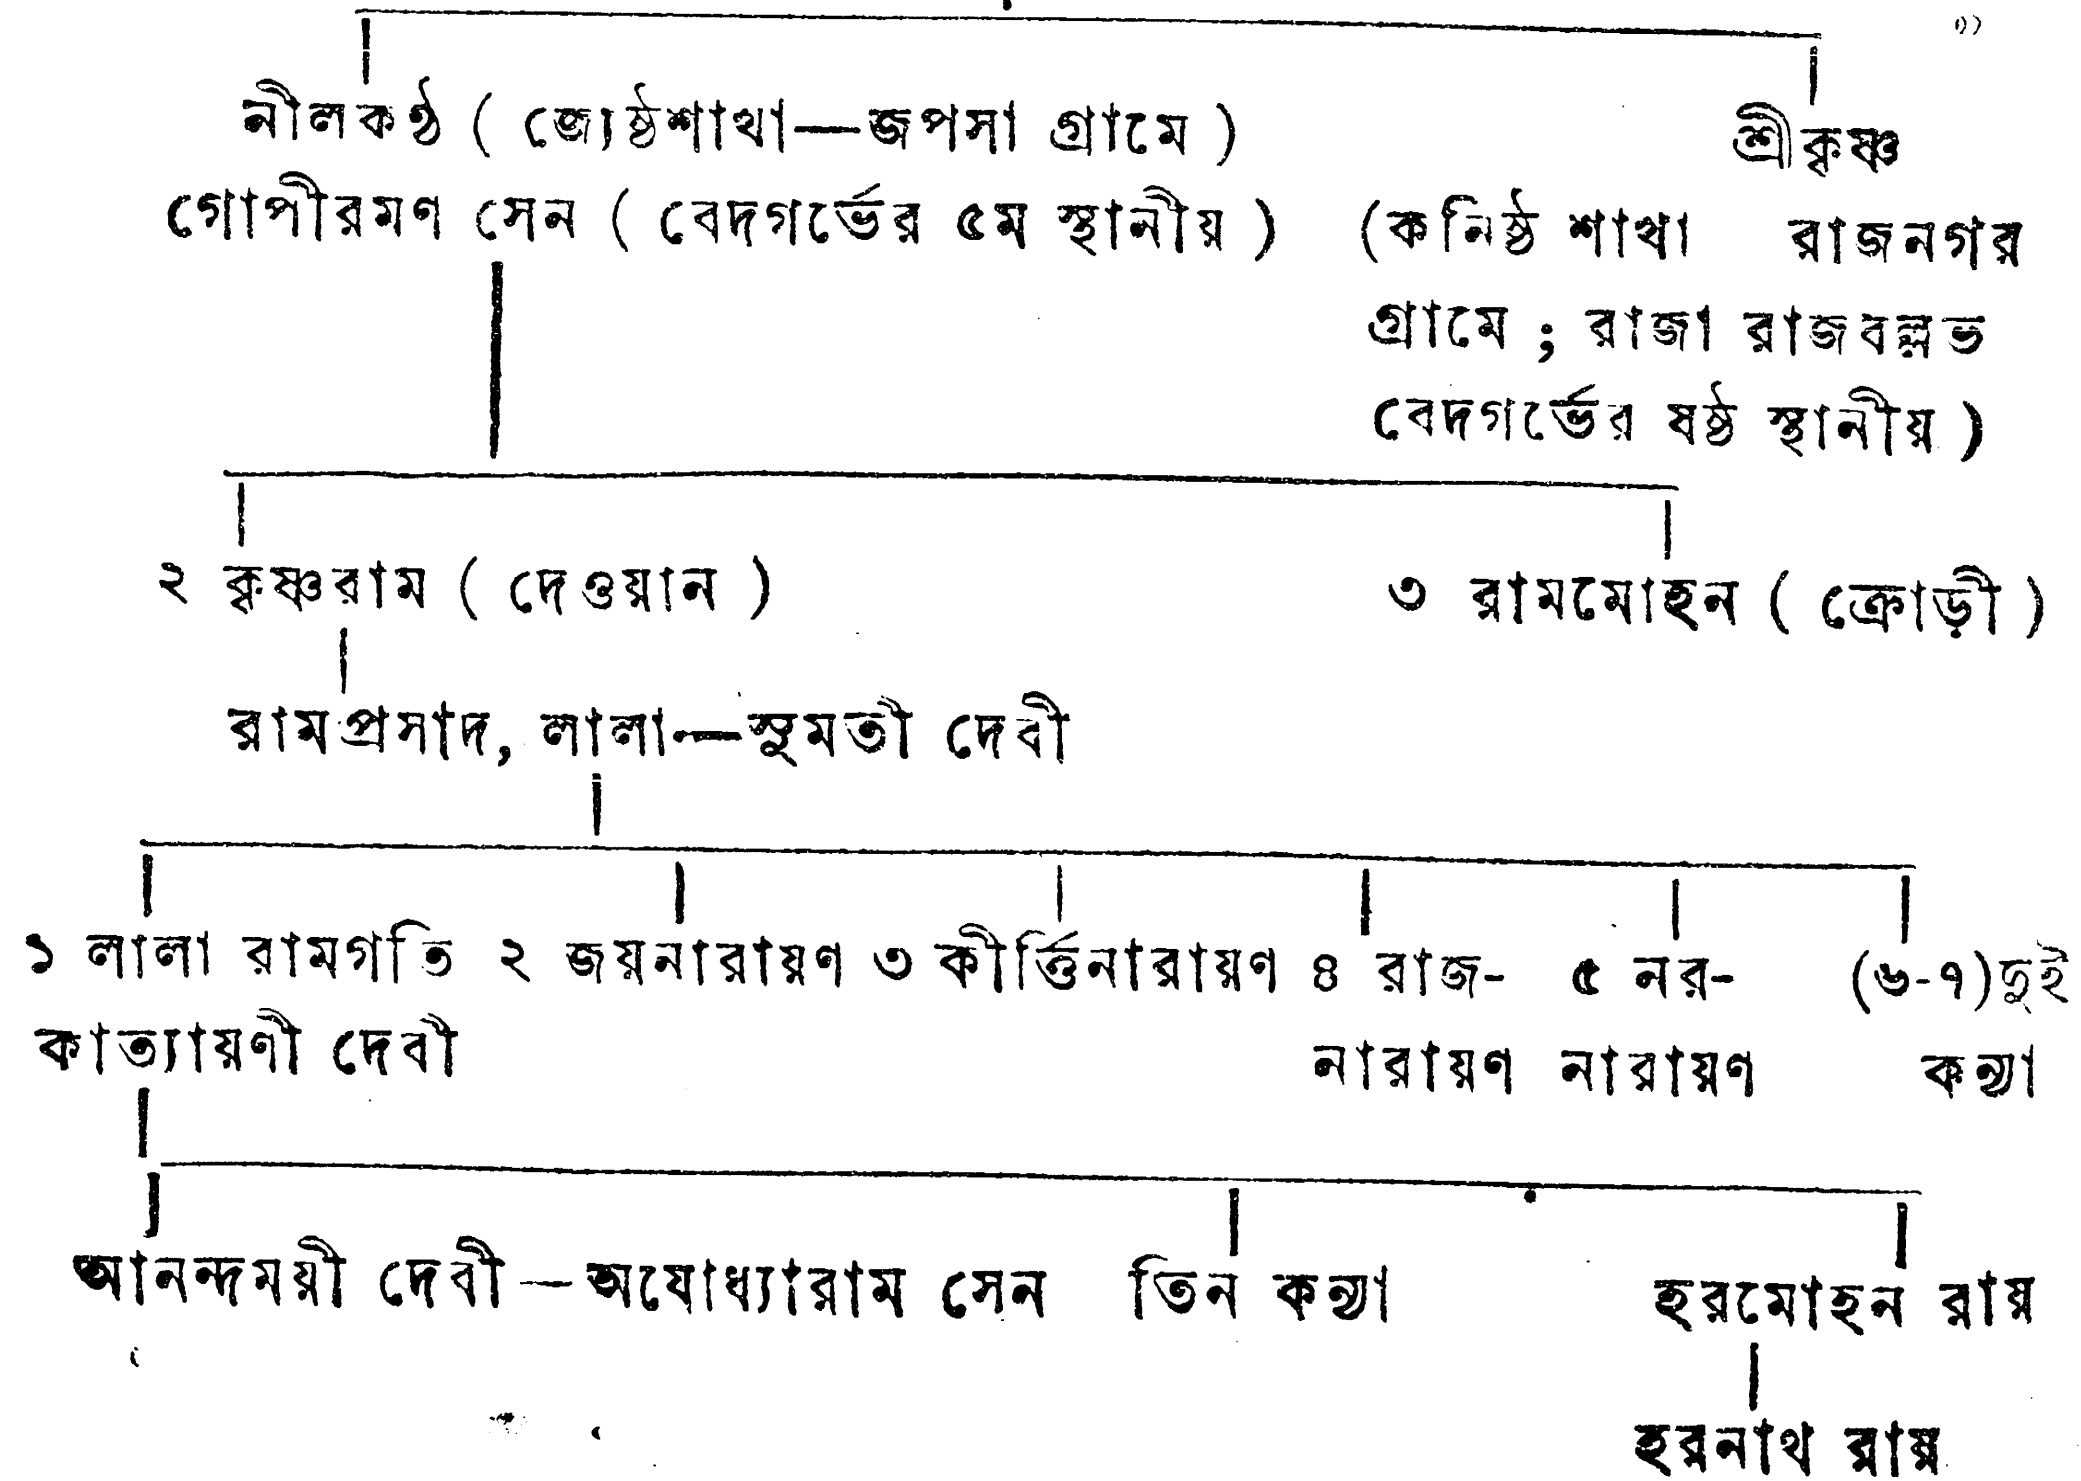 নীলকণ্ঠ ( জ্যেষ্ঠশাখা—জপসা গ্রামে )
শ্রীকৃষ্ণ
গোপীরমণ সেন ( বেদগর্ভের ৫ম স্থানীয় )
(কনিষ্ঠ শাখা রাজনগর
গ্রামে ; রাজা রাজবল্লভ
বেদগর্ভের ষষ্ঠ স্থানীয় )
২ কৃষ্ণরাম ( দেওয়ান )
৩ রামমোহন ( ক্রোড়ী )
রামপ্রসাদ, লালা—সুমতী দেবী
১ লালা রামগতি ২ জয়নারায়ণ ৩ কীর্ত্তিনারায়ণ ৪ রাজ- ৫ নর- (৬-৭)দুই
কাত্যায়ণী দেবী নারায়ণ নারায়ণ কন্যা
আনন্দময়ী দেবী—অযোধ্যারাম সেন তিন কন্যা হরমোহন রায়
হরনাথ রায়